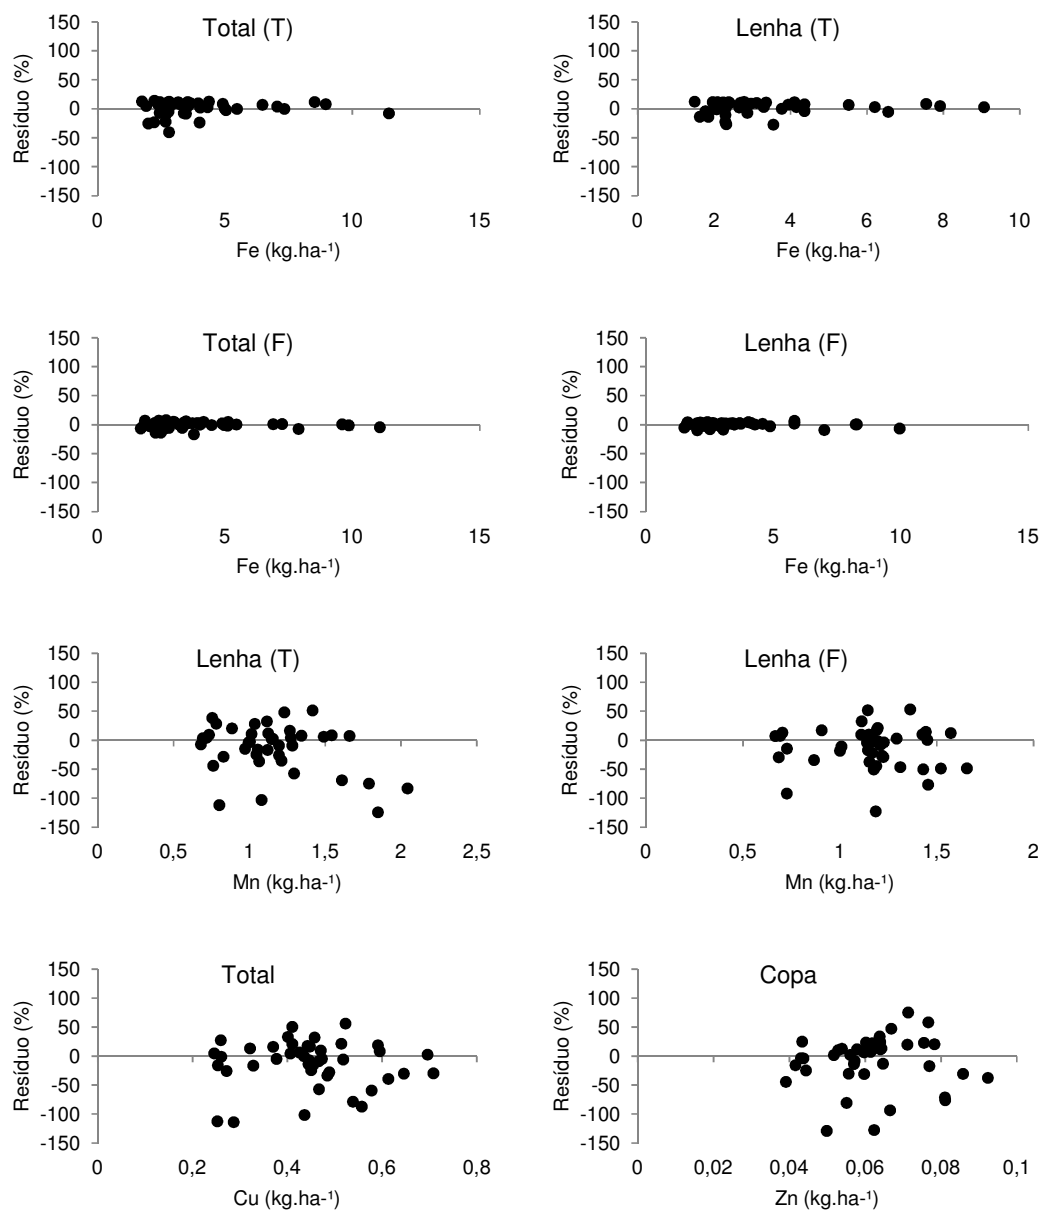 Total (T)
Resíduo (%)
150
100
50
0
-50
-100
-150
0 5 10 15
Fe (kg.ha-¹)
Lenha (T)
Resíduo (%)
150
100
50
0
-50
-100
-150
0 2 4 6 8 10
Fe (kg.ha-¹)
Total (F)
Resíduo (%)
150
100
50
0
-50
-100
-150
0 5 10 15
Fe (kg.ha-¹)
Lenha (F)
Resíduo (%)
150
100
50
0
-50
-100
-150
0 5 10 15
Fe (kg.ha-¹)
Lenha (T)
Resíduo (%)
150
100
50
0
-50
-100
-150
0 0,5 1 1,5 2 2,5
Mn (kg.ha-¹)
Lenha (F)
Resíduo (%)
150
100
50
0
-50
-100
-150
0 0,5 1 1,5 2
Mn (kg.ha-¹)
Total
Resíduo (%)
150
100
50
0
-50
-100
-150
0 0,2 0,4 0,6 0,8
Cu (kg.ha-¹)
Copa
Resíduo (%)
150
100
50
0
-50
-100
-150
0 0,02 0,04 0,06 0,08 0,1
Zn (kg.ha-¹)